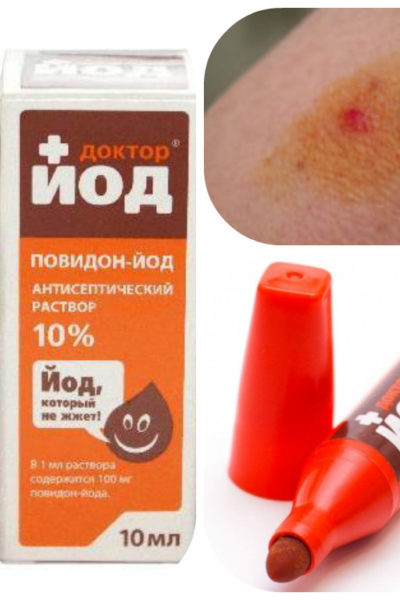 доктор®
ЙОД
ПОВИДОН-ЙОД
АНТИСЕПТИЧЕСКИЙ
РАСТВОР
10%
Йод,
который
не жжет!
В 1 мл раствора
содержится 100 мг
повидон-йода.
10 мл
доктор